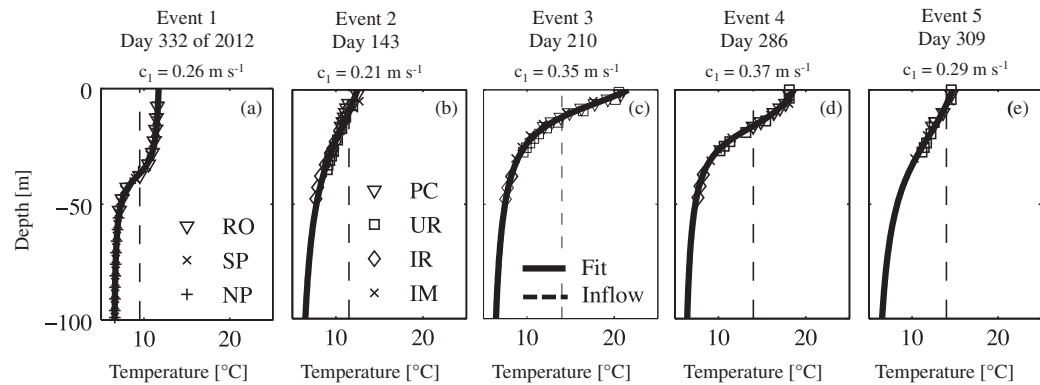 Event 1 Event 2 Event 3 Event 4 Event 5
Day 332 of 2012 Day 143 Day 210 Day 286 Day 309
c₁ = 0.26 m s⁻¹ c₁ = 0.21 m s⁻¹ c₁ = 0.35 m s⁻¹ c₁ = 0.37 m s⁻¹ c₁ = 0.29 m s⁻¹
0 (a) (b) (c) (d) (e)
Depth [m]
−50
PC
RO UR
SP IR Fit
NP IM Inflow
−100
10 20 10 20 10 20 10 20 10 20
Temperature [°C] Temperature [°C] Temperature [°C] Temperature [°C] Temperature [°C]